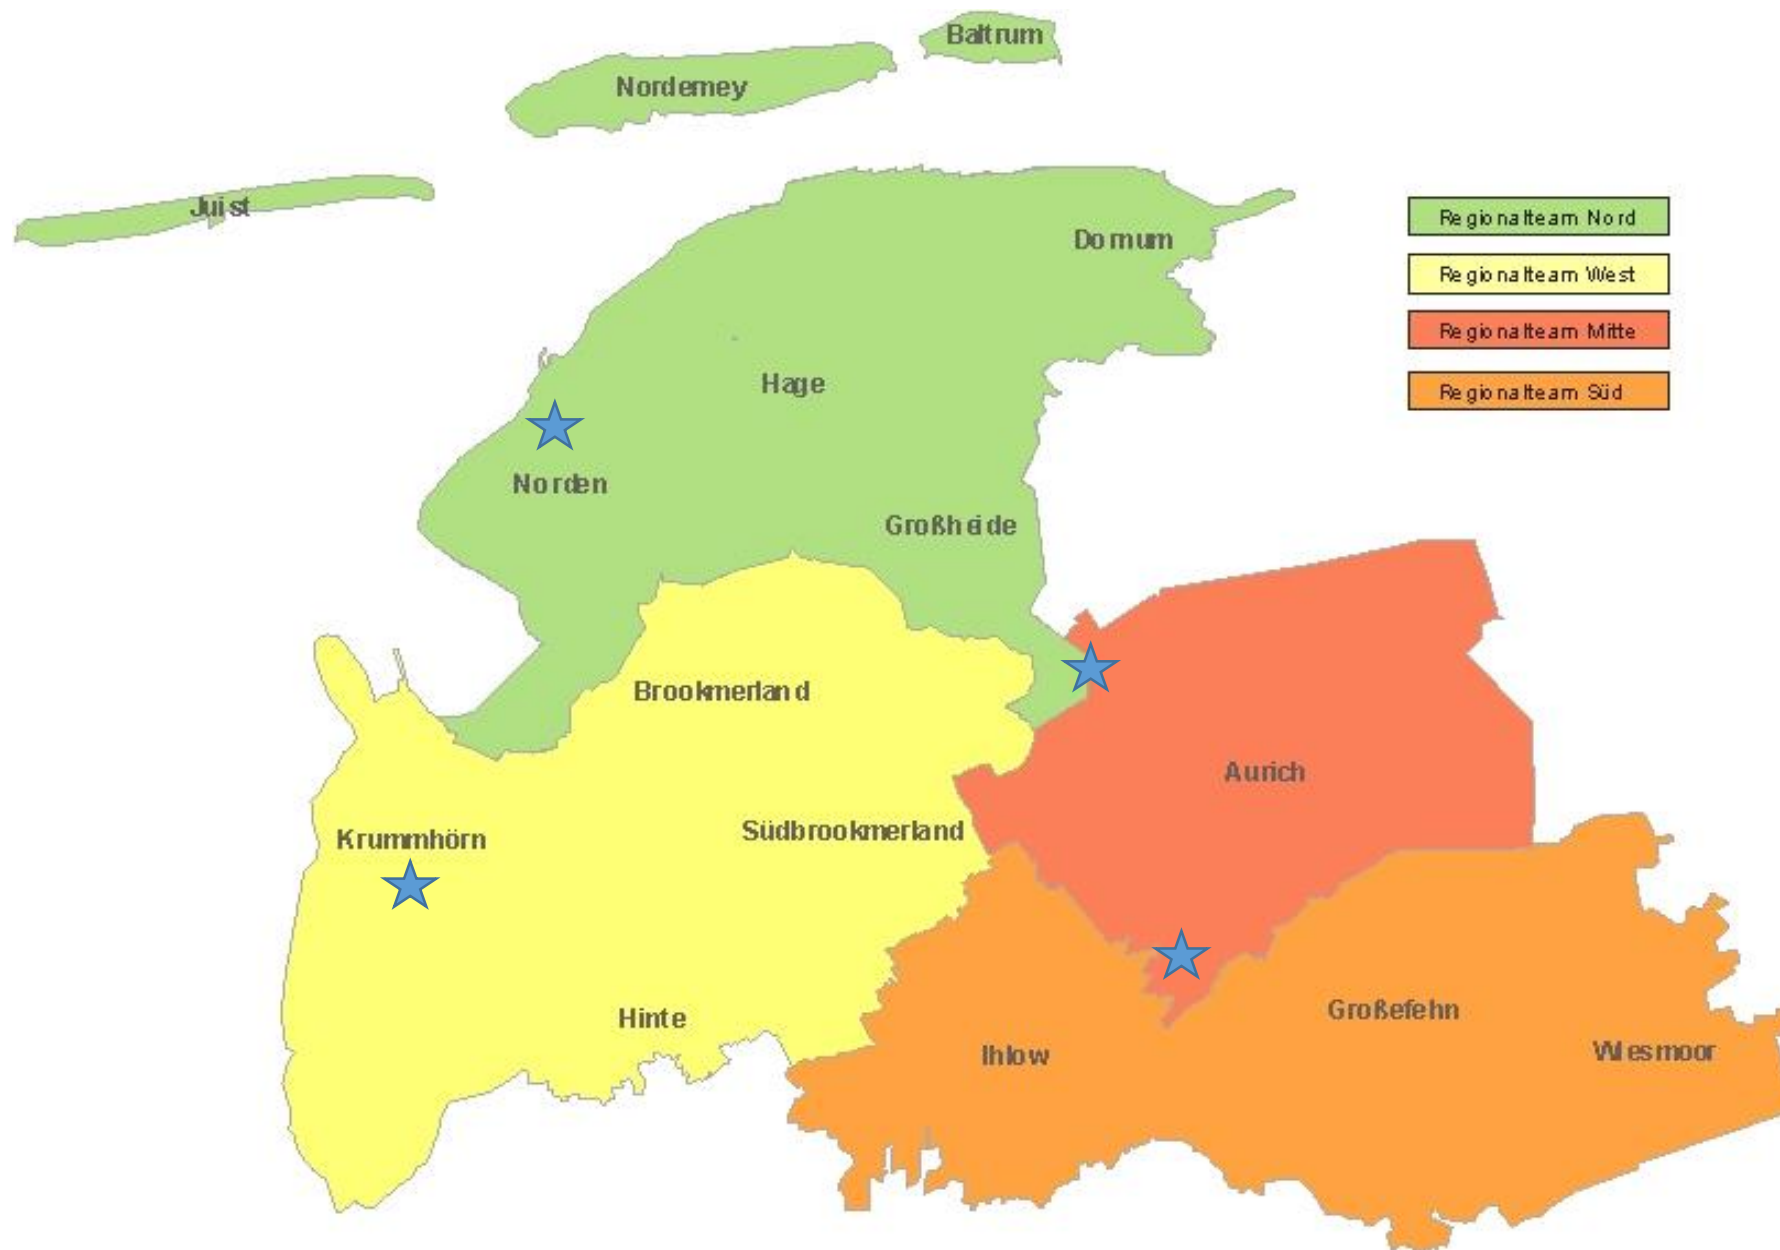 Baltrum
Norderney
Juist
Dornum
Regionalteam Nord
Regionalteam West
Regionalteam Mitte
Regionalteam Süd
Hage
Norden
Großheide
Brookmerland
Aurich
Südbrookmerland
Krummhörn
Großefehn
Hinte
Ihlow
Wiesmoor